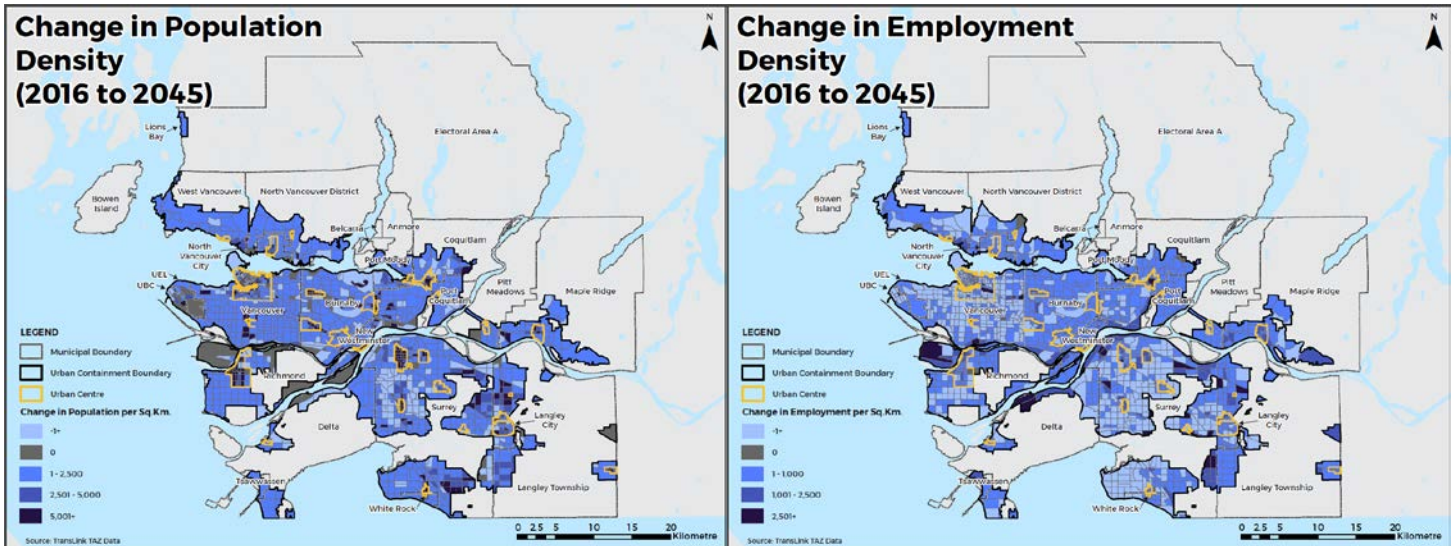 Change in Population
Density
(2016 to 2045)
N
Lions
Bay
Electoral Area A
Bowen
Island
West Vancouver
North Vancouver District
Belcarra
Anmore
Coquitlam
North
Vancouver
City
Port Moody
UEL
UBC
Vancouver
Burnaby
Port
Coquitlam
Pitt
Meadows
Maple Ridge
New
Westminster
Richmond
Surrey
Delta
Langley
City
Tsawwassen
White Rock
Langley Township
LEGEND
Municipal Boundary
Urban Containment Boundary
Urban Centre
Change in Population per Sq.Km.
-1+
0
1 - 2,500
2,501 - 5,000
5,001+
0 2.5 5 10 15 20
Kilometre
Source: TransLink TAZ Data
Change in Employment
Density
(2016 to 2045)
N
Lions
Bay
Electoral Area A
Bowen
Island
West Vancouver
North Vancouver District
Belcarra
Anmore
Coquitlam
North
Vancouver
City
Port Moody
UEL
UBC
Vancouver
Burnaby
Port
Coquitlam
Pitt
Meadows
Maple Ridge
New
Westminster
Richmond
Surrey
Delta
Langley
City
Tsawwassen
White Rock
Langley Township
LEGEND
Municipal Boundary
Urban Containment Boundary
Urban Centre
Change in Employment per Sq.Km.
-1+
0
1 - 1,000
1,001 - 2,500
2,501+
0 2.5 5 10 15 20
Kilometre
Source: TransLink TAZ Data